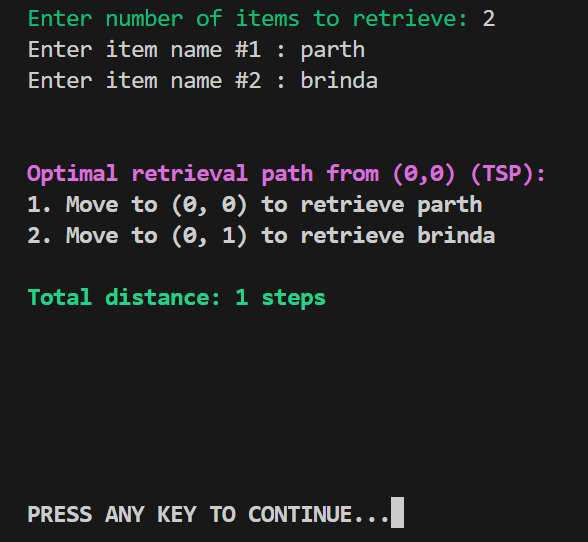 Enter number of items to retrieve: 2
Enter item name #1 : parth
Enter item name #2 : brinda
Optimal retrieval path from (0,0) (TSP):
1. Move to (0, 0) to retrieve parth
2. Move to (0, 1) to retrieve brinda
Total distance: 1 steps
PRESS ANY KEY TO CONTINUE...